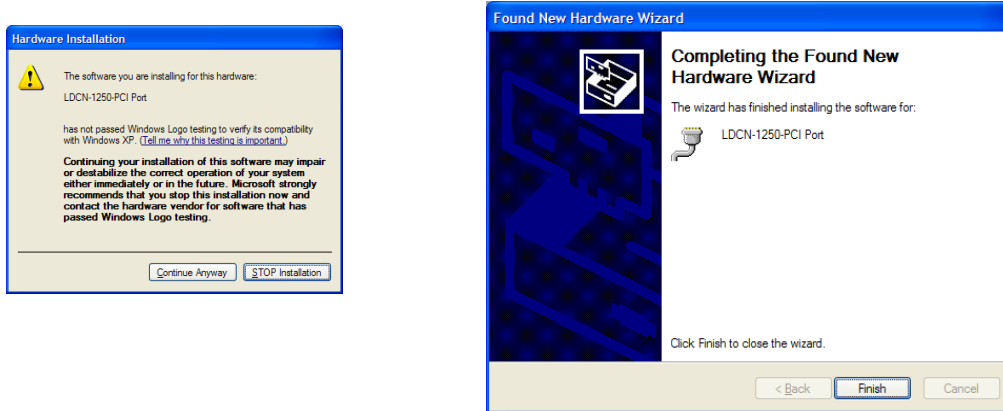 Hardware Installation
The software you are installing for this hardware:
LDCN-1250-PCI Port
has not passed Windows Logo testing to verify its compatibility
with Windows XP. (Tell me why this testing is important.)
Continuing your installation of this software may impair
or destabilize the correct operation of your system
either immediately or in the future. Microsoft strongly
recommends that you stop this installation now and
contact the hardware vendor for software that has
passed Windows Logo testing.
Continue Anyway
STOP Installation
Found New Hardware Wizard
Completing the Found New
Hardware Wizard
The wizard has finished installing the software for:
LDCN-1250-PCI Port
Click Finish to close the wizard.
< Back
Finish
Cancel